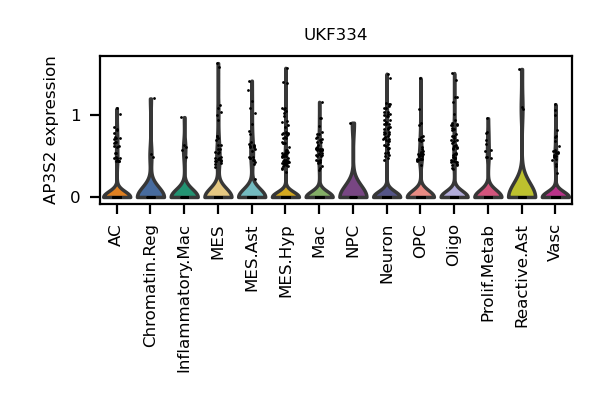 UKF334
AP3S2 expression
1
0
AC
Chromatin.Reg
Inflammatory.Mac
MES
MES.Ast
MES.Hyp
Mac
NPC
Neuron
OPC
Oligo
Prolif.Metab
Reactive.Ast
Vasc